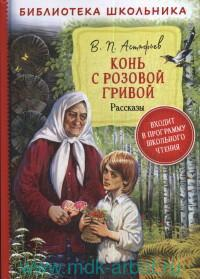 БИБЛИОТЕКА ШКОЛЬНИКА
В. П. Астафьев
КОНЬ
С РОЗОВОЙ
ГРИВОЙ
Рассказы
ВХОДИТ
В ПРОГРАММУ
ШКОЛЬНОГО
ЧТЕНИЯ
www.mdk-arbat.ru